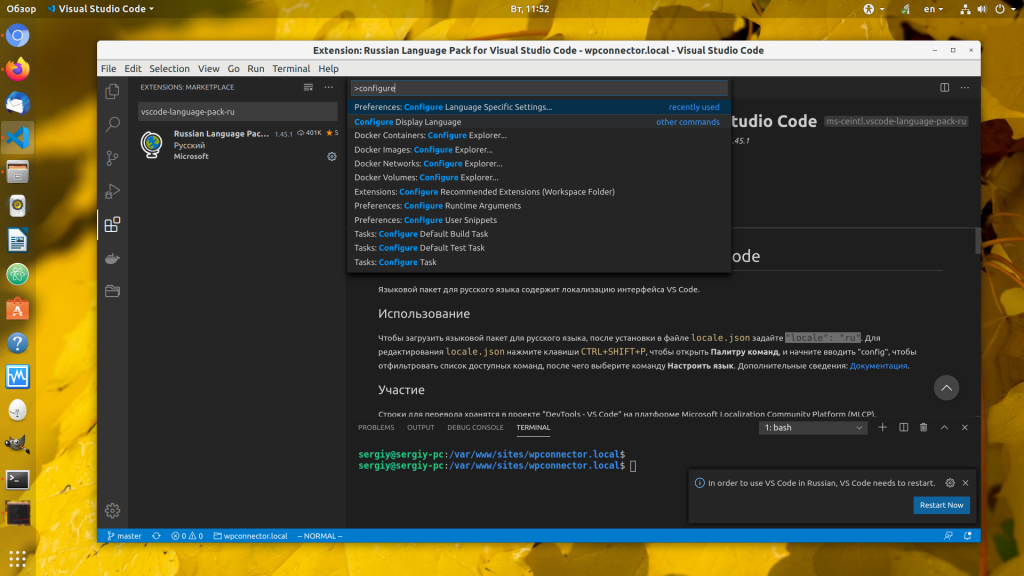 Обзор
Visual Studio Code
Вт, 11:52
en
Extension: Russian Language Pack for Visual Studio Code - wpconnector.local - Visual Studio Code
File Edit Selection View Go Run Terminal Help
EXTENSIONS: MARKETPLACE
vscode-language-pack-ru
Russian Language Pac... 1.45.1 401K 5
Русский
Microsoft
>configure
Preferences: Configure Language Specific Settings... recently used
Configure Display Language other commands
Docker Containers: Configure Explorer...
Docker Images: Configure Explorer...
Docker Networks: Configure Explorer...
Docker Volumes: Configure Explorer...
Extensions: Configure Recommended Extensions (Workspace Folder)
Preferences: Configure Runtime Arguments
Preferences: Configure User Snippets
Tasks: Configure Default Build Task
Tasks: Configure Default Test Task
Tasks: Configure Task
tudio Code ms-ceintl.vscode-language-pack-ru
.45.1
ode
Языковой пакет для русского языка содержит локализацию интерфейса VS Code.
Использование
Чтобы загрузить языковой пакет для русского языка, после установки в файле locale.json задайте "locale": "ru". Для
редактирования locale.json нажмите клавиши CTRL+SHIFT+P, чтобы открыть Палитру команд, и начните вводить "config", чтобы
отфильтровать список доступных команд, после чего выберите команду Настроить язык. Дополнительные сведения: Документация.
Участие
Строки для перевода хранятся в проекте "DevTools - VS Code" на платформе Microsoft Localization Community Platform (MLCP).
PROBLEMS OUTPUT DEBUG CONSOLE TERMINAL
1: bash
sergiy@sergiy-pc:/var/www/sites/wpconnector.local$
sergiy@sergiy-pc:/var/www/sites/wpconnector.local$
In order to use VS Code in Russian, VS Code needs to restart.
Restart Now
master 0 0 wpconnector.local -- NORMAL --